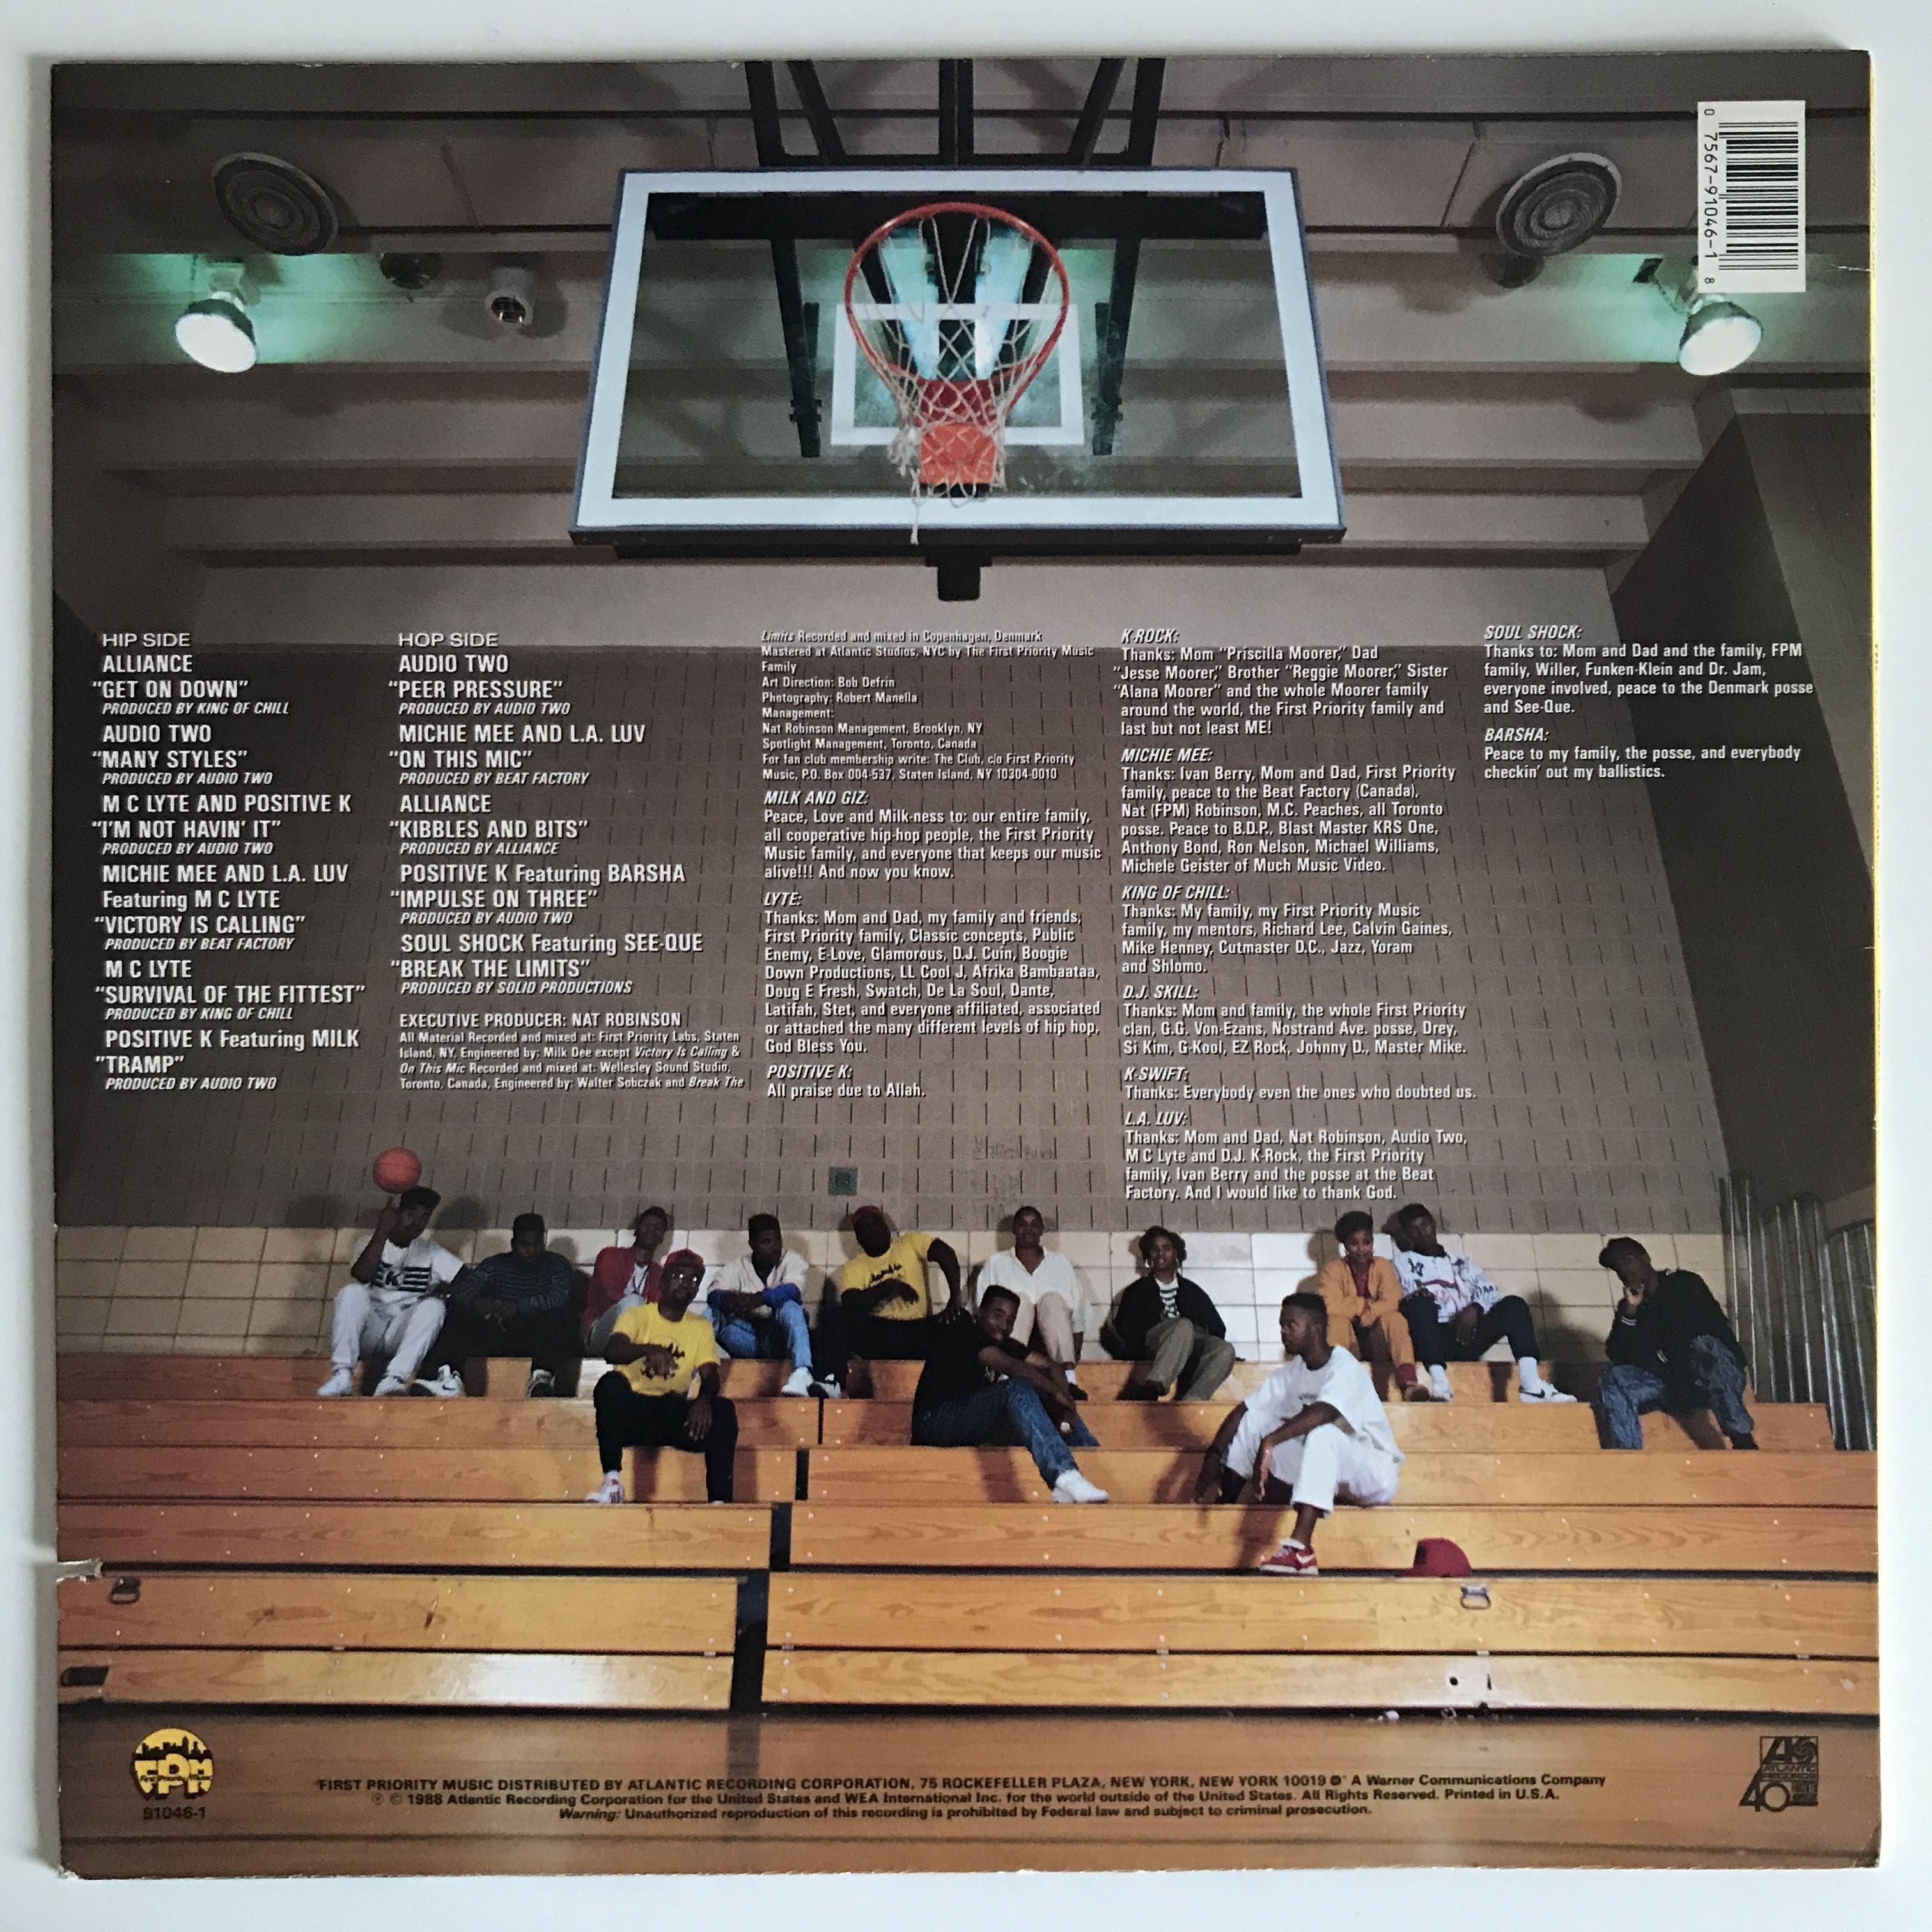 0 7567-91046-1 8
HIP SIDE
ALLIANCE
"GET ON DOWN"
PRODUCED BY KING OF CHILL
AUDIO TWO
"MANY STYLES"
PRODUCED BY AUDIO TWO
M C LYTE AND POSITIVE K
"I'M NOT HAVIN' IT"
PRODUCED BY AUDIO TWO
MICHIE MEE AND L.A. LUV
Featuring M C LYTE
"VICTORY IS CALLING"
PRODUCED BY BEAT FACTORY
M C LYTE
"SURVIVAL OF THE FITTEST"
PRODUCED BY KING OF CHILL
POSITIVE K Featuring MILK
"TRAMP"
PRODUCED BY AUDIO TWO
HOP SIDE
AUDIO TWO
"PEER PRESSURE"
PRODUCED BY AUDIO TWO
MICHIE MEE AND L.A. LUV
"ON THIS MIC"
PRODUCED BY BEAT FACTORY
ALLIANCE
"KIBBLES AND BITS"
PRODUCED BY ALLIANCE
POSITIVE K Featuring BARSHA
"IMPULSE ON THREE"
PRODUCED BY AUDIO TWO
SOUL SHOCK Featuring SEE-QUE
"BREAK THE LIMITS"
PRODUCED BY SOLID PRODUCTIONS
EXECUTIVE PRODUCER: NAT ROBINSON
All Material Recorded and mixed at: First Priority Labs, Staten
Island, NY, Engineered by: Milk Dee except Victory Is Calling &
On This Mic Recorded and mixed at: Wellesley Sound Studio,
Toronto, Canada, Engineered by: Walter Sobczak and Break The
Limits Recorded and mixed in Copenhagen, Denmark
Mastered at Atlantic Studios, NYC by The First Priority Music
Family
Art Direction: Bob Defrin
Photography: Robert Manella
Management:
Nat Robinson Management, Brooklyn, NY
Spotlight Management, Toronto, Canada
For fan club membership write: The Club, c/o First Priority
Music, P.O. Box 004-537, Staten Island, NY 10304-0010
MILK AND GIZ:
Peace, Love and Milk-ness to: our entire family,
all cooperative hip-hop people, the First Priority
Music family, and everyone that keeps our music
alive!!! And now you know.
LYTE:
Thanks: Mom and Dad, my family and friends,
First Priority family, Classic concepts, Public
Enemy, E-Love, Glamorous, D.J. Cuin, Boogie
Down Productions, LL Cool J, Afrika Bambaataa,
Doug E Fresh, Swatch, De La Soul, Dante,
Latifah, Stet, and everyone affiliated, associated
or attached the many different levels of hip hop,
God Bless You.
POSITIVE K:
All praise due to Allah.
K-ROCK:
Thanks: Mom "Priscilla Moorer," Dad
"Jesse Moorer," Brother "Reggie Moorer," Sister
"Alana Moorer" and the whole Moorer family
around the world, the First Priority family and
last but not least ME!
MICHIE MEE:
Thanks: Ivan Berry, Mom and Dad, First Priority
family, peace to the Beat Factory (Canada),
Nat (FPM) Robinson, M.C. Peaches, all Toronto
posse. Peace to B.D.P., Blast Master KRS One,
Anthony Bond, Ron Nelson, Michael Williams,
Michele Geister of Much Music Video.
KING OF CHILL:
Thanks: My family, my First Priority Music
family, my mentors, Richard Lee, Calvin Gaines,
Mike Henney, Cutmaster D.C., Jazz, Yoram
and Shlomo.
D.J. SKILL:
Thanks: Mom and family, the whole First Priority
clan, G.G. Von-Ezans, Nostrand Ave. posse, Drey,
Si Kim, G-Kool, EZ Rock, Johnny D., Master Mike.
K-SWIFT:
Thanks: Everybody even the ones who doubted us.
L.A. LUV:
Thanks: Mom and Dad, Nat Robinson, Audio Two,
M C Lyte and D.J. K-Rock, the First Priority
family, Ivan Berry and the posse at the Beat
Factory. And I would like to thank God.
SOUL SHOCK:
Thanks to: Mom and Dad and the family, FPM
family, Willer, Funken-Klein and Dr. Jam,
everyone involved, peace to the Denmark posse
and See-Que.
BARSHA:
Peace to my family, the posse, and everybody
checkin' out my ballistics.
FPM
First Priority Music
91046-1
FIRST PRIORITY MUSIC DISTRIBUTED BY ATLANTIC RECORDING CORPORATION, 75 ROCKEFELLER PLAZA, NEW YORK, NEW YORK 10019 A Warner Communications Company
℗ © 1988 Atlantic Recording Corporation for the United States and WEA International Inc. for the world outside of the United States. All Rights Reserved. Printed in U.S.A.
Warning: Unauthorized reproduction of this recording is prohibited by Federal law and subject to criminal prosecution.
ATLANTIC
40